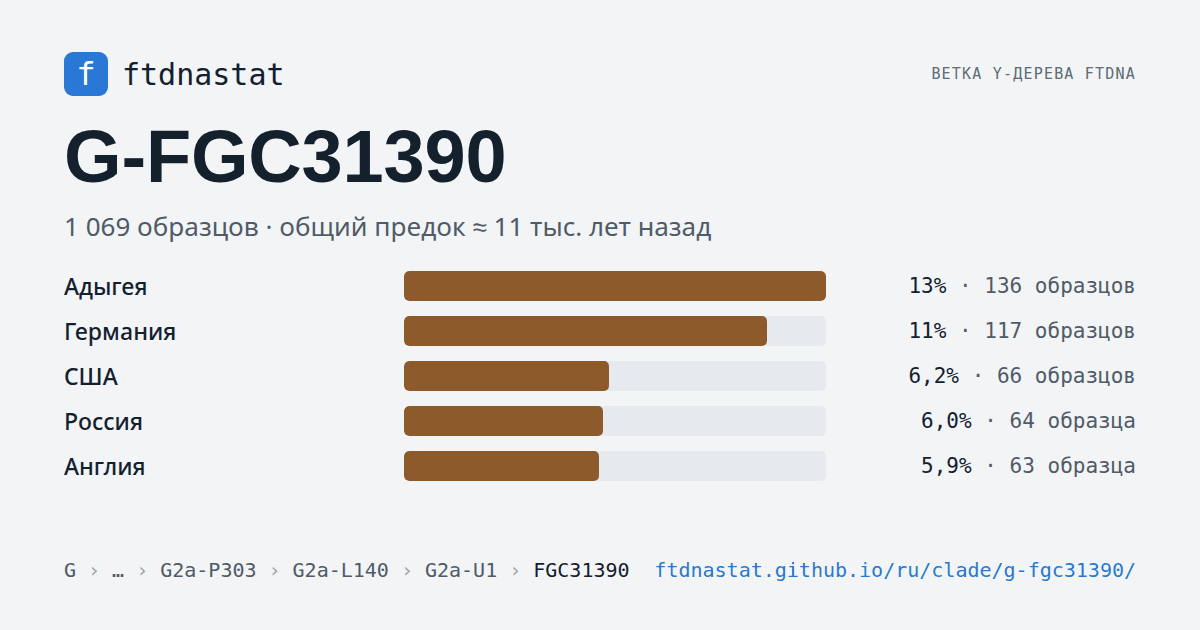 f ftdnastat
ВЕТКА Y-ДЕРЕВА FTDNA
G-FGC31390
1 069 образцов · общий предок ≈ 11 тыс. лет назад
Адыгея 13% · 136 образцов
Германия 11% · 117 образцов
США 6,2% · 66 образцов
Россия 6,0% · 64 образца
Англия 5,9% · 63 образца
G › … › G2a-P303 › G2a-L140 › G2a-U1 › FGC31390 ftdnastat.github.io/ru/clade/g-fgc31390/